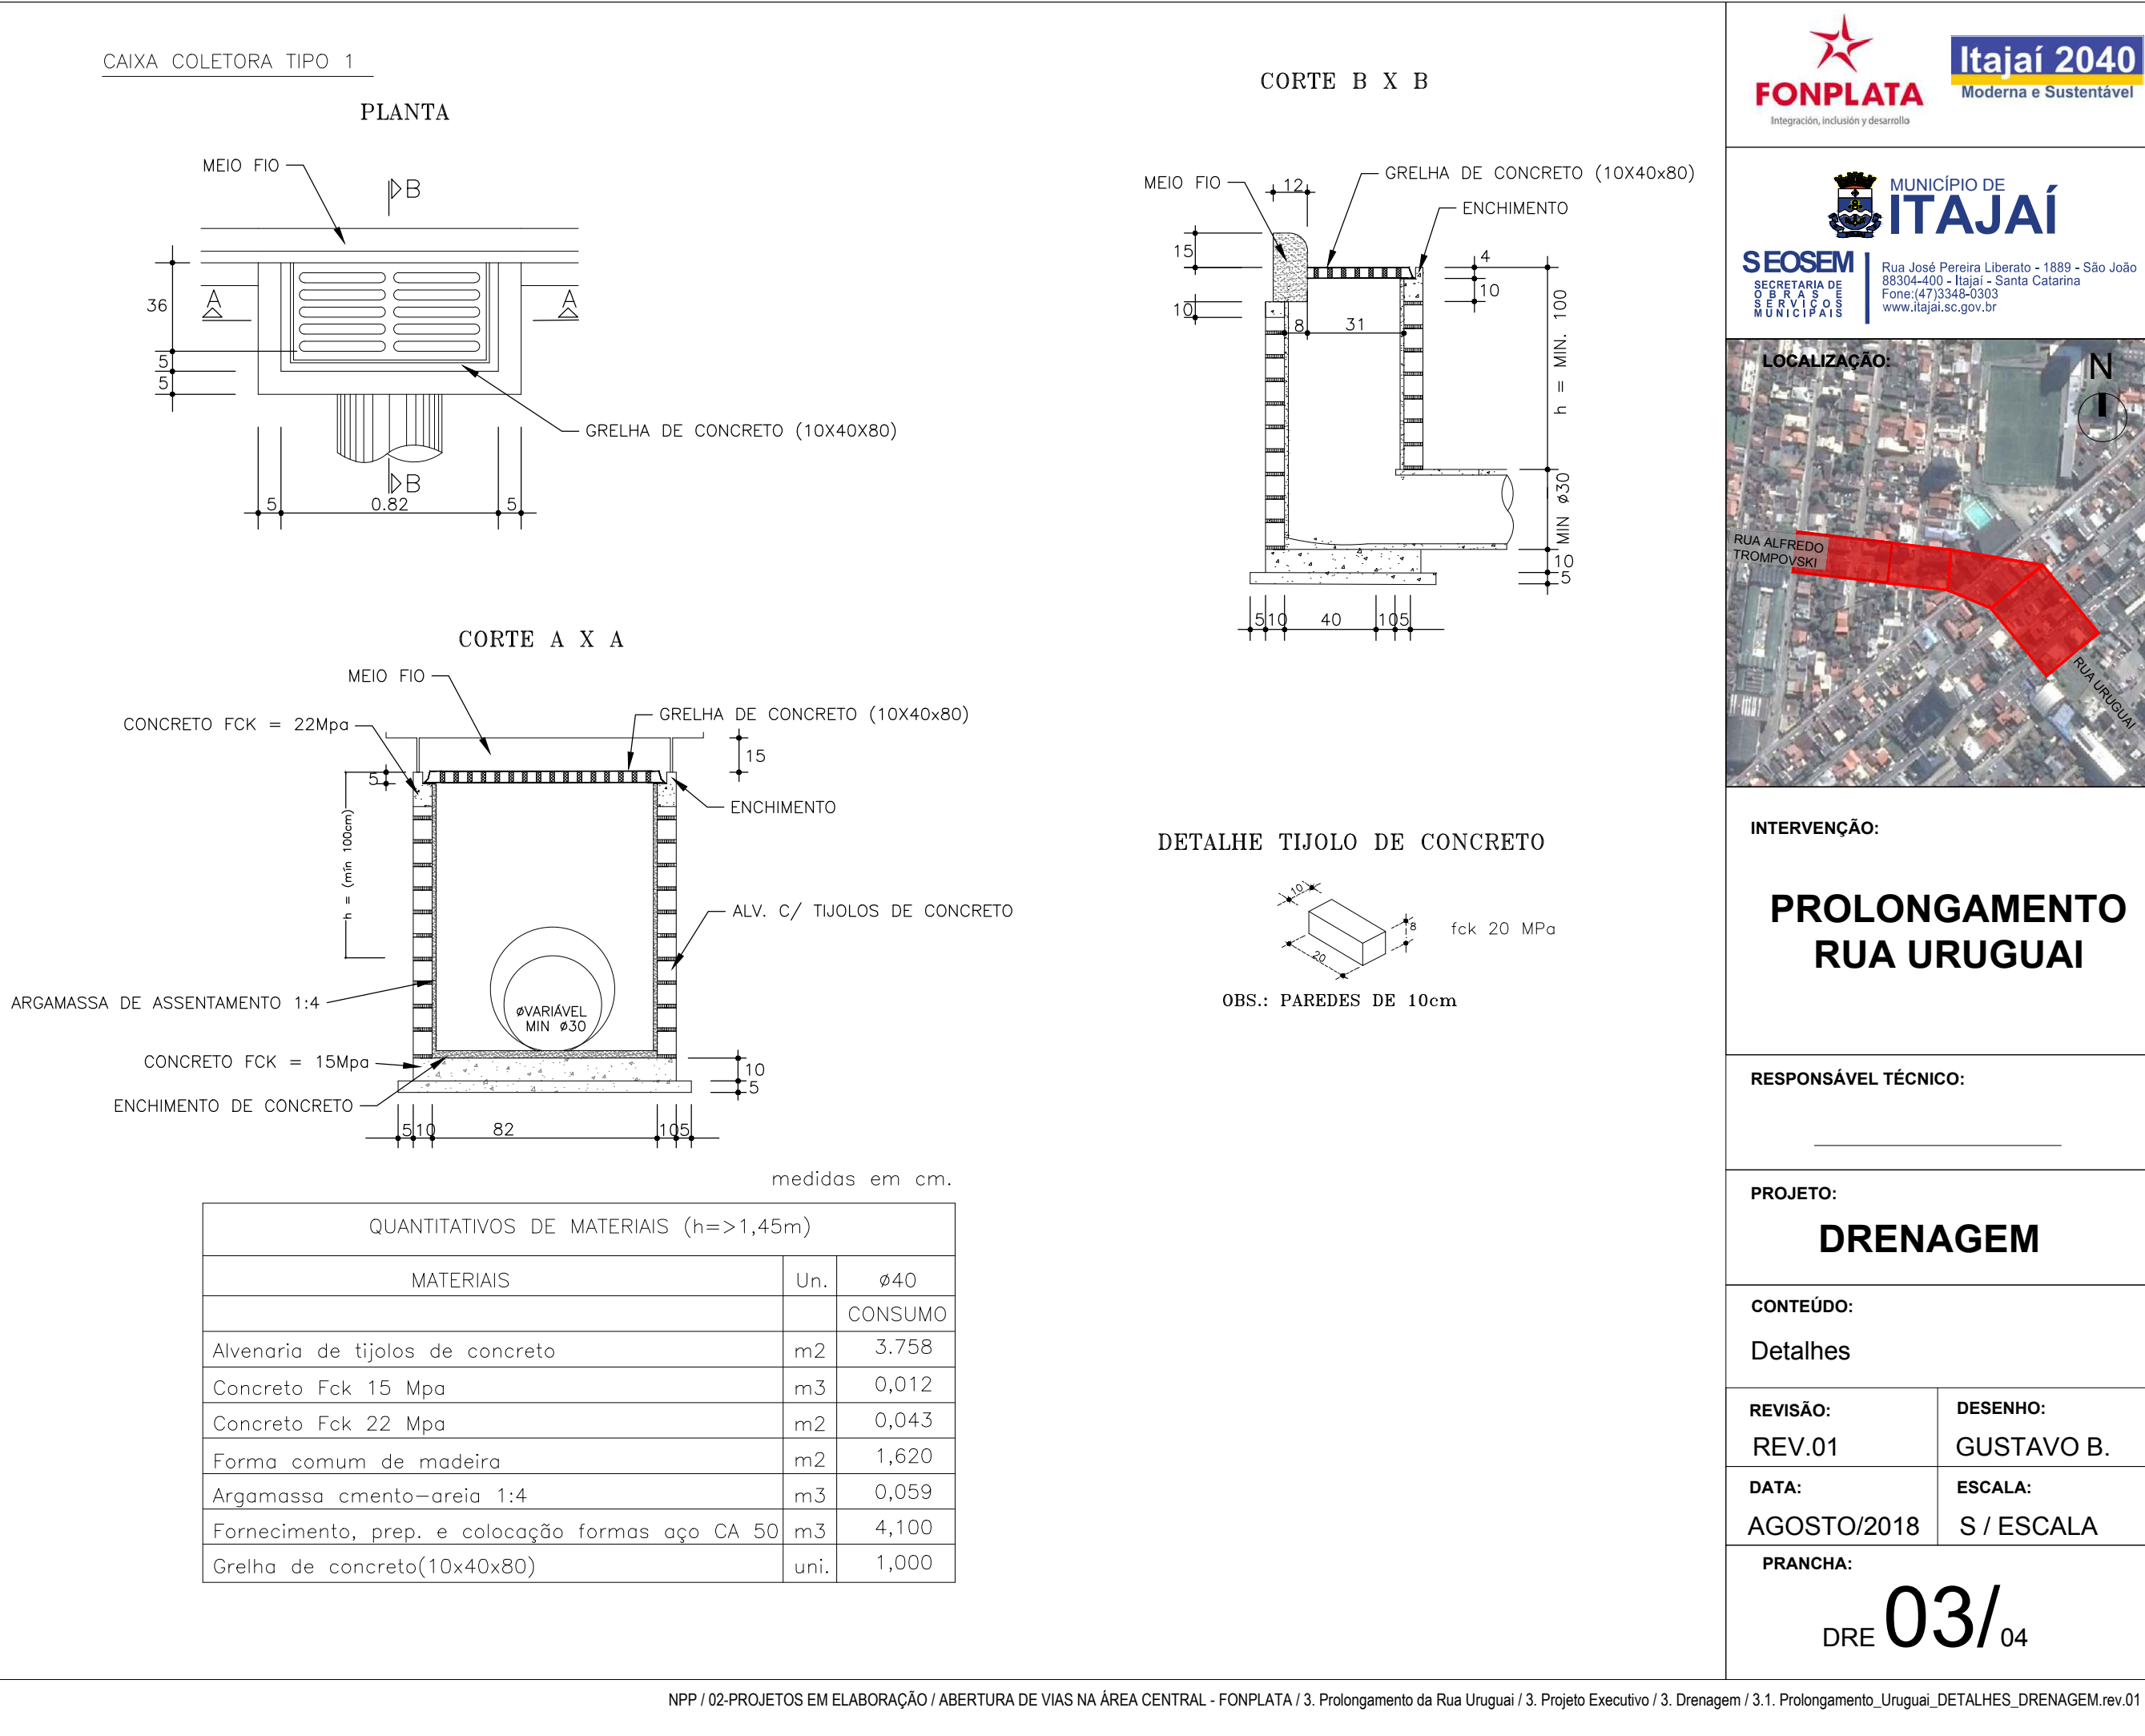 CAIXA COLETORA TIPO 1
PLANTA
MEIO FIO
B
A
A
36
5
5
GRELHA DE CONCRETO (10X40X80)
B
5
0.82
5
CORTE B X B
MEIO FIO
12
GRELHA DE CONCRETO (10X40x80)
ENCHIMENTO
15
4
10
10
8
31
h = MIN. 100
MIN ø30
10
5
5
10
40
10
5
CORTE A X A
MEIO FIO
CONCRETO FCK = 22Mpa
GRELHA DE CONCRETO (10X40x80)
15
5
ENCHIMENTO
h = (mín 100cm)
ALV. C/ TIJOLOS DE CONCRETO
ARGAMASSA DE ASSENTAMENTO 1:4
øVARIÁVEL
MIN ø30
CONCRETO FCK = 15Mpa
10
5
ENCHIMENTO DE CONCRETO
5
10
82
10
5
DETALHE TIJOLO DE CONCRETO
10
8
20
fck 20 MPa
OBS.: PAREDES DE 10cm
medidas em cm.
QUANTITATIVOS DE MATERIAIS (h=>1,45m)
MATERIAIS Un. ø40
CONSUMO
Alvenaria de tijolos de concreto m2 3.758
Concreto Fck 15 Mpa m3 0,012
Concreto Fck 22 Mpa m2 0,043
Forma comum de madeira m2 1,620
Argamassa cmento-areia 1:4 m3 0,059
Fornecimento, prep. e colocação formas aço CA 50 m3 4,100
Grelha de concreto(10x40x80) uni. 1,000
FONPLATA
Integración, inclusión y desarrollo
Itajaí 2040
Moderna e Sustentável
MUNICÍPIO DE
ITAJAÍ
SEOSEM
SECRETARIA DE
OBRAS E
SERVIÇOS
MUNICIPAIS
Rua José Pereira Liberato - 1889 - São João
88304-400 - Itajaí - Santa Catarina
Fone:(47)3348-0303
www.itajai.sc.gov.br
LOCALIZAÇÃO:
N
RUA ALFREDO
TROMPOVSKI
RUA URUGUAI
INTERVENÇÃO:
PROLONGAMENTO
RUA URUGUAI
RESPONSÁVEL TÉCNICO:
PROJETO:
DRENAGEM
CONTEÚDO:
Detalhes
REVISÃO:
REV.01
DESENHO:
GUSTAVO B.
DATA:
AGOSTO/2018
ESCALA:
S / ESCALA
PRANCHA:
DRE 03/04
NPP / 02-PROJETOS EM ELABORAÇÃO / ABERTURA DE VIAS NA ÁREA CENTRAL - FONPLATA / 3. Prolongamento da Rua Uruguai / 3. Projeto Executivo / 3. Drenagem / 3.1. Prolongamento_Uruguai_DETALHES_DRENAGEM.rev.01